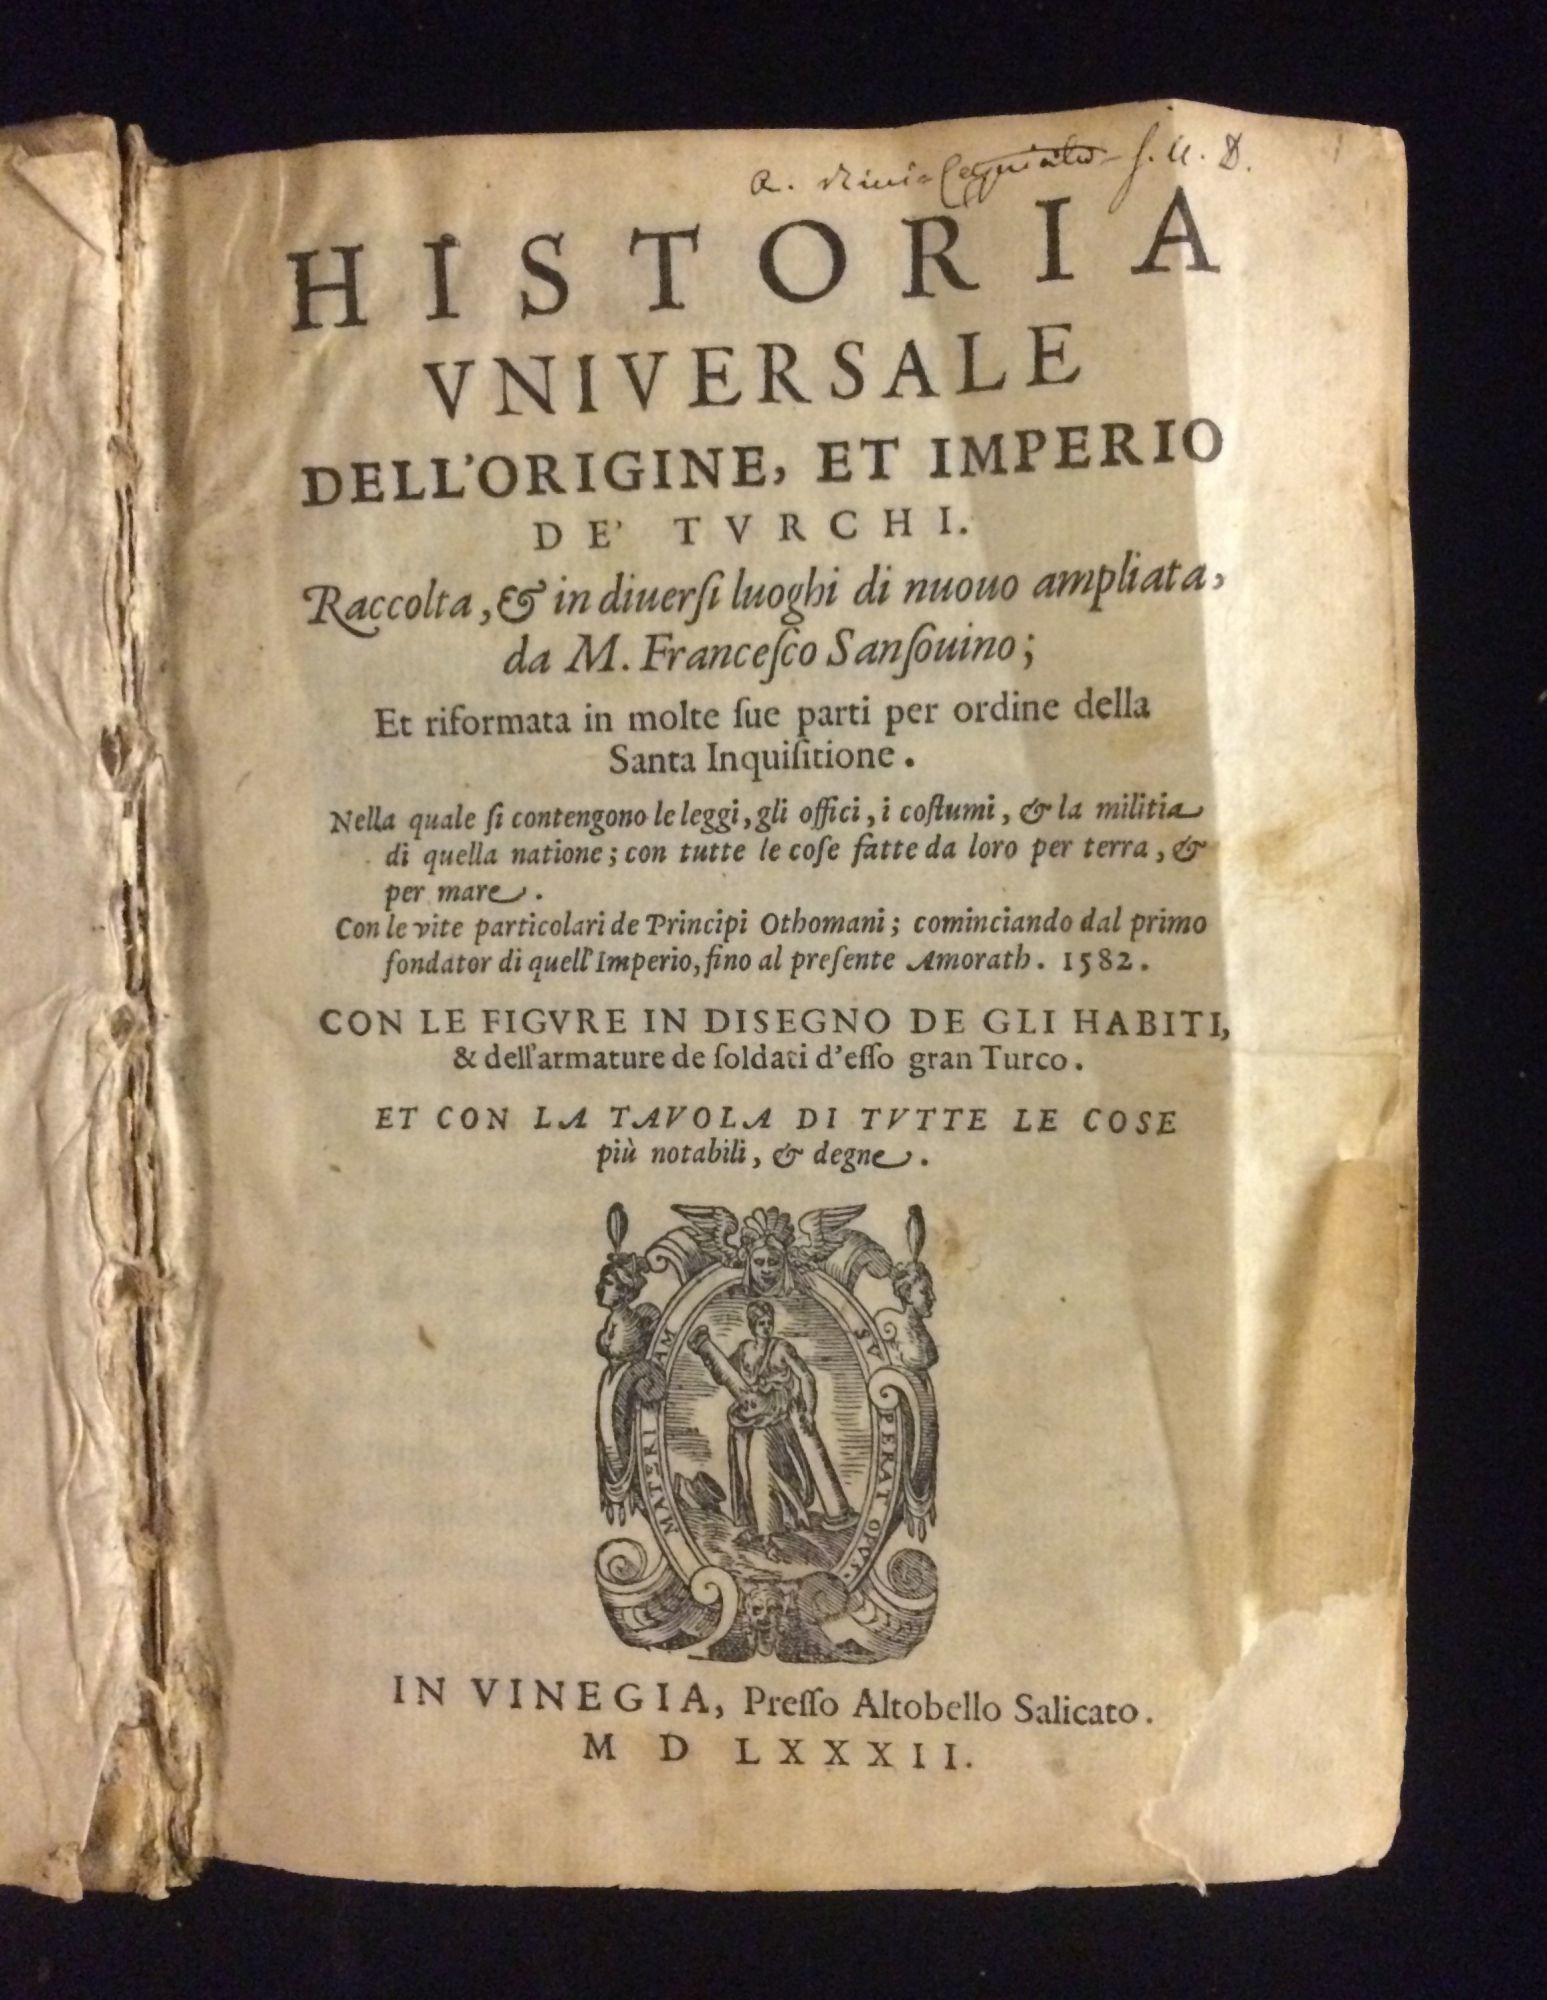 HISTORIA
VNIVERSALE
DELL'ORIGINE, ET IMPERIO
DE' TVRCHI.
Raccolta, & in diuerſi luoghi di nuouo ampliata,
da M. Franceſco Sanſouino;
Et riformata in molte ſue parti per ordine della
Santa Inquiſitione.
Nella quale ſi contengono le leggi, gli offici, i coſtumi, & la militia
di quella natione; con tutte le coſe fatte da loro per terra, &
per mare.
Con le vite particolari de Principi Othomani; cominciando dal primo
fondator di quell'Imperio, fino al preſente Amorath. 1582.
CON LE FIGVRE IN DISEGNO DE GLI HABITI,
& dell'armature de ſoldati d'eſſo gran Turco.
ET CON LA TAVOLA DI TVTTE LE COSE
più notabili, & degne.
MATERI AM SV PERAT OPVS.
IN VINEGIA, Preſſo Altobello Salicato.
M D LXXXII.